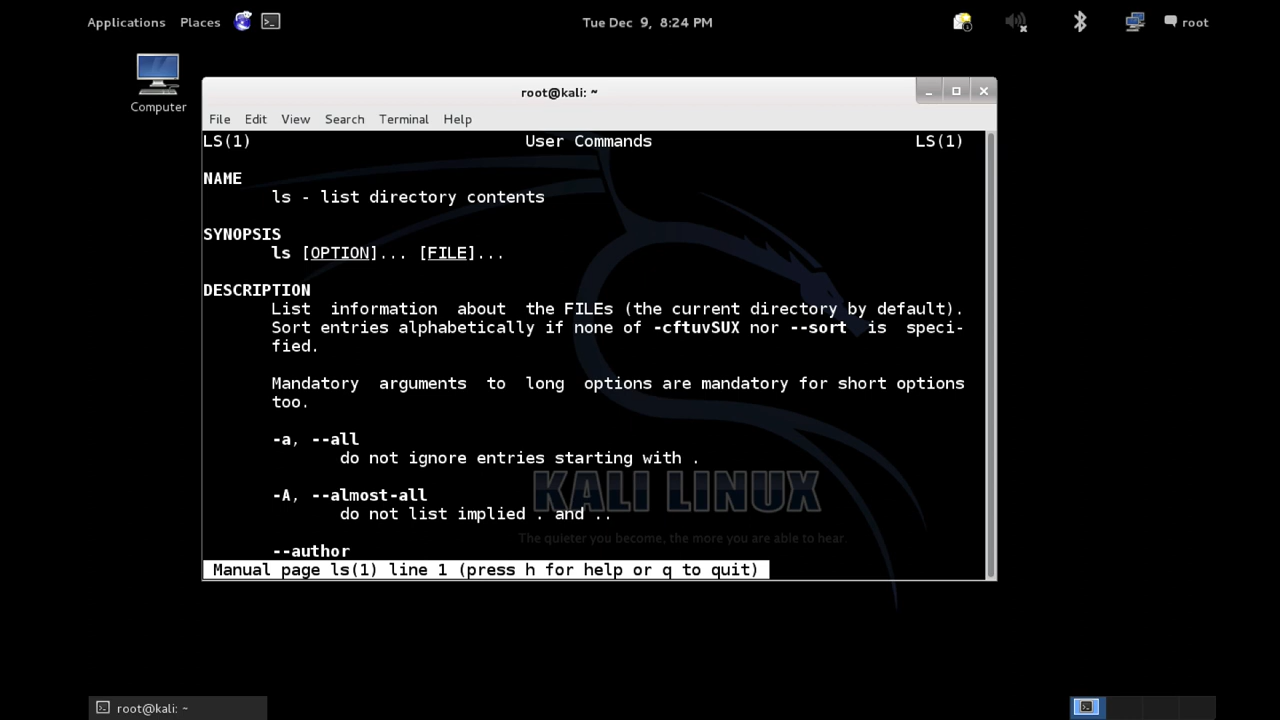 Applications Places Tue Dec 9, 8:24 PM root
Computer
root@kali: ~
File Edit View Search Terminal Help
LS(1) User Commands LS(1)
NAME
ls - list directory contents
SYNOPSIS
ls [OPTION]... [FILE]...
DESCRIPTION
List information about the FILEs (the current directory by default).
Sort entries alphabetically if none of -cftuvSUX nor --sort is speci-
fied.
Mandatory arguments to long options are mandatory for short options
too.
-a, --all
do not ignore entries starting with .
-A, --almost-all
KALI LINUX
do not list implied . and ..
The quieter you become, the more you are able to hear.
--author
Manual page ls(1) line 1 (press h for help or q to quit)
root@kali: ~